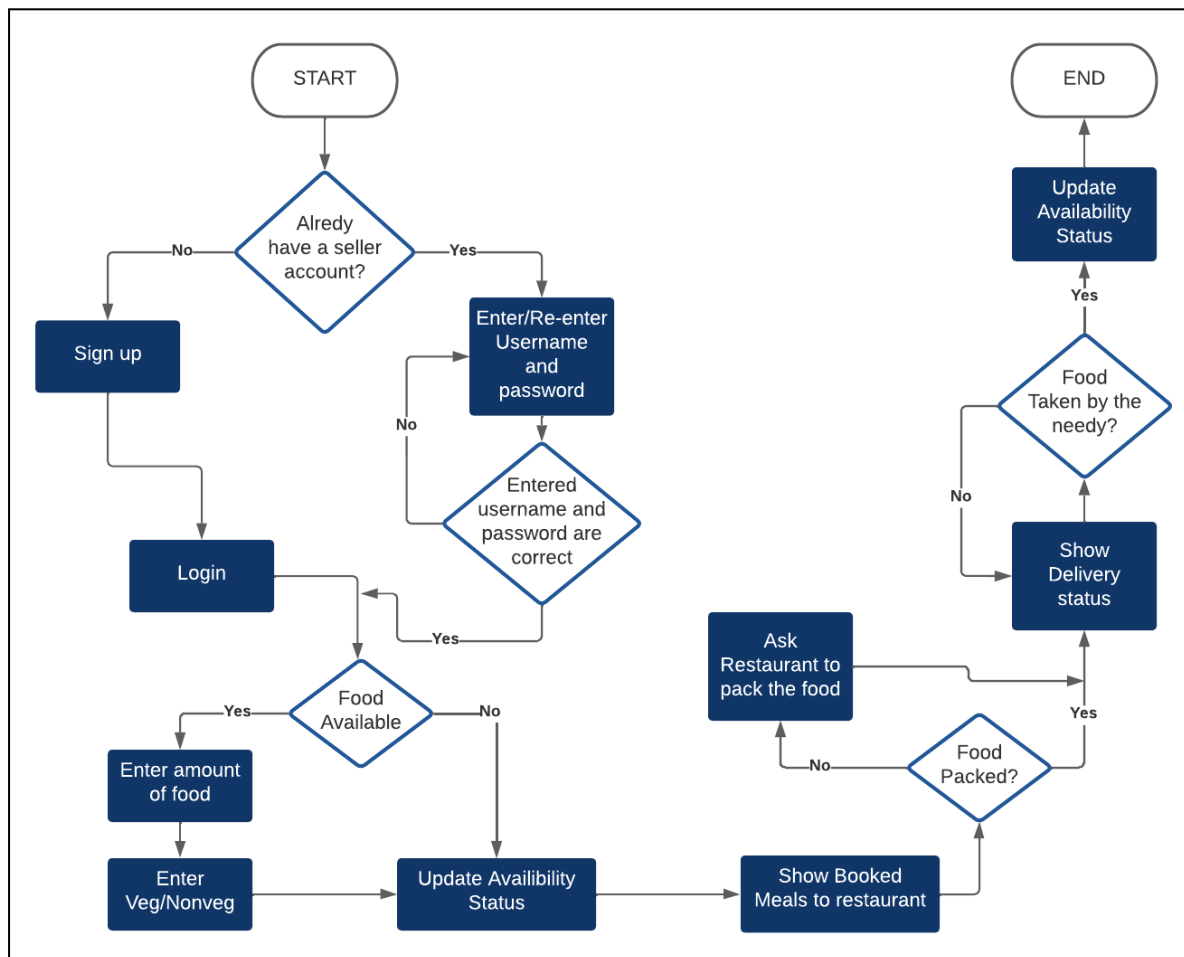 START
Alredy
have a seller
account?
No
Yes
Sign up
Enter/Re-enter
Username
and
password
No
Entered
username and
password are
correct
Login
Yes
Food
Available
Yes
No
Enter amount
of food
Enter
Veg/Nonveg
Update Availibility
Status
Show Booked
Meals to restaurant
Food
Packed?
No
Yes
Ask
Restaurant to
pack the food
Show
Delivery
status
No
Food
Taken by the
needy?
Yes
Update
Availability
Status
END